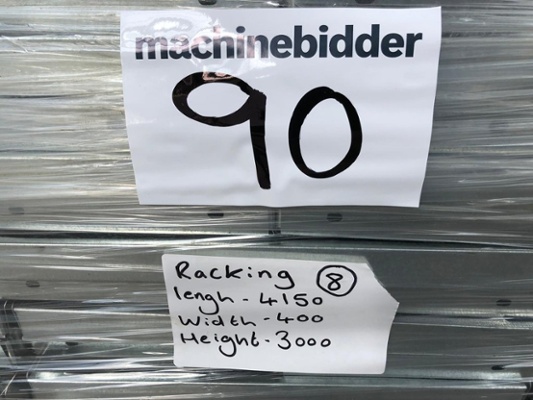 machinebidder
90
Racking 8
lengh - 4150
Width - 400
Height - 3000